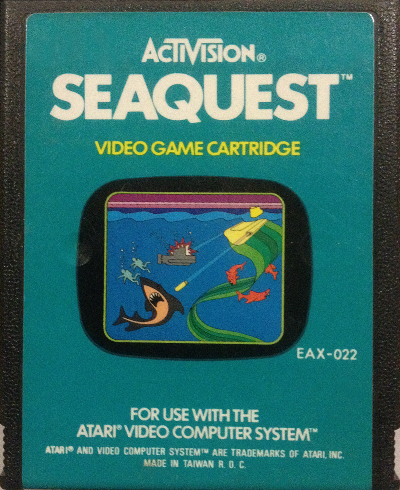 ACTIVISION®
SEAQUEST™
VIDEO GAME CARTRIDGE
EAX-022
FOR USE WITH THE
ATARI® VIDEO COMPUTER SYSTEM™
ATARI® AND VIDEO COMPUTER SYSTEM™ ARE TRADEMARKS OF ATARI, INC.
MADE IN TAIWAN R. O. C.